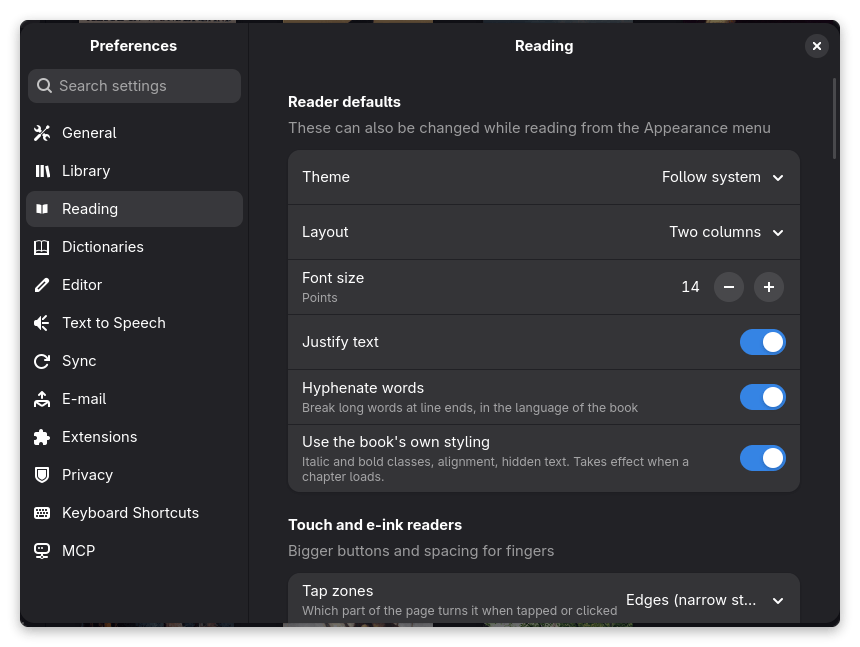 Preferences
Search settings
General
Library
Reading
Dictionaries
Editor
Text to Speech
Sync
E-mail
Extensions
Privacy
Keyboard Shortcuts
MCP
Reading
Reader defaults
These can also be changed while reading from the Appearance menu
Theme
Follow system
Layout
Two columns
Font size
Points
14
Justify text
Hyphenate words
Break long words at line ends, in the language of the book
Use the book's own styling
Italic and bold classes, alignment, hidden text. Takes effect when a
chapter loads.
Touch and e-ink readers
Bigger buttons and spacing for fingers
Tap zones
Which part of the page turns it when tapped or clicked
Edges (narrow st...